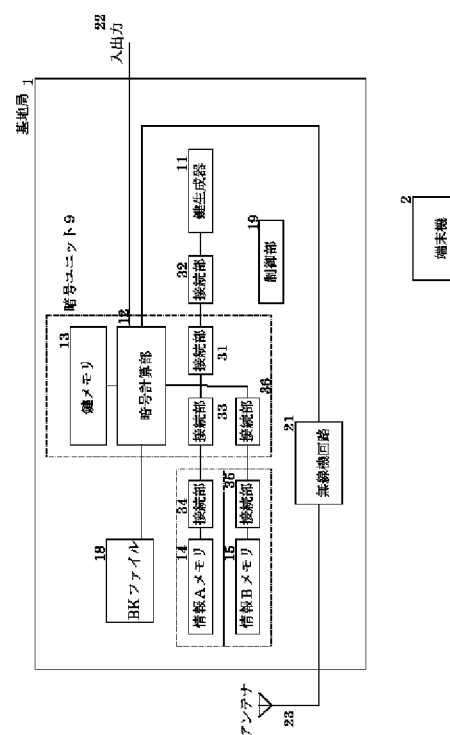 基地局 1
入出力 22
暗号ユニット9
13
鍵メモリ
12
暗号計算部
11
鍵生成器
32
接続部
31
接続部
19
制御部
33
接続部
36
接続部
18
BKファイル
34
接続部
35
接続部
14
情報Aメモリ
15
情報Bメモリ
21
無線機回路
アンテナ
23
2
端末機